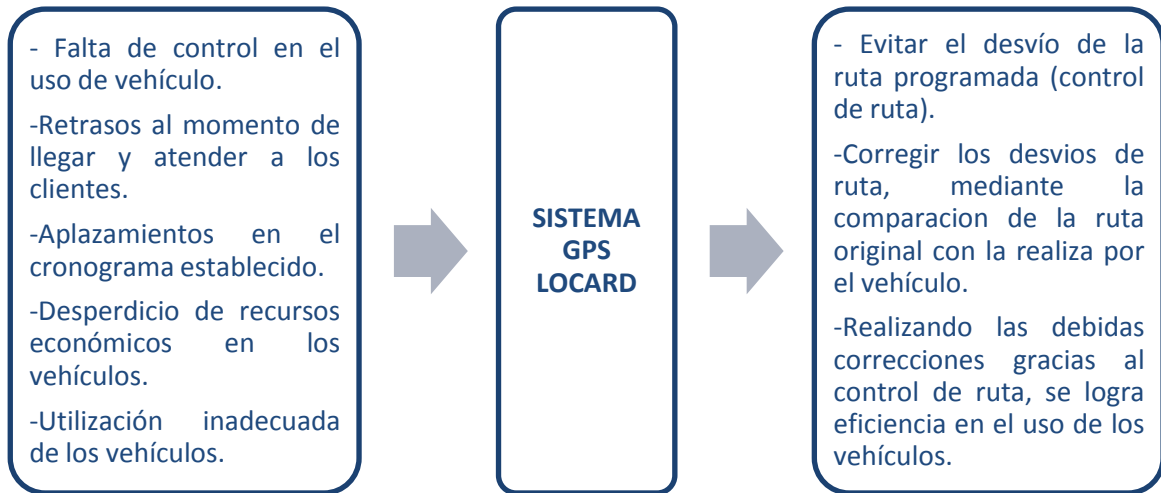 - Falta de control en el
uso de vehículo.
-Retrasos al momento de
llegar y atender a los
clientes.
-Aplazamientos en el
cronograma establecido.
-Desperdicio de recursos
económicos en los
vehículos.
-Utilización inadecuada
de los vehículos.
SISTEMA
GPS
LOCARD
- Evitar el desvío de la
ruta programada (control
de ruta).
-Corregir los desvios de
ruta, mediante la
comparacion de la ruta
original con la realiza por
el vehículo.
-Realizando las debidas
correcciones gracias al
control de ruta, se logra
eficiencia en el uso de los
vehículos.